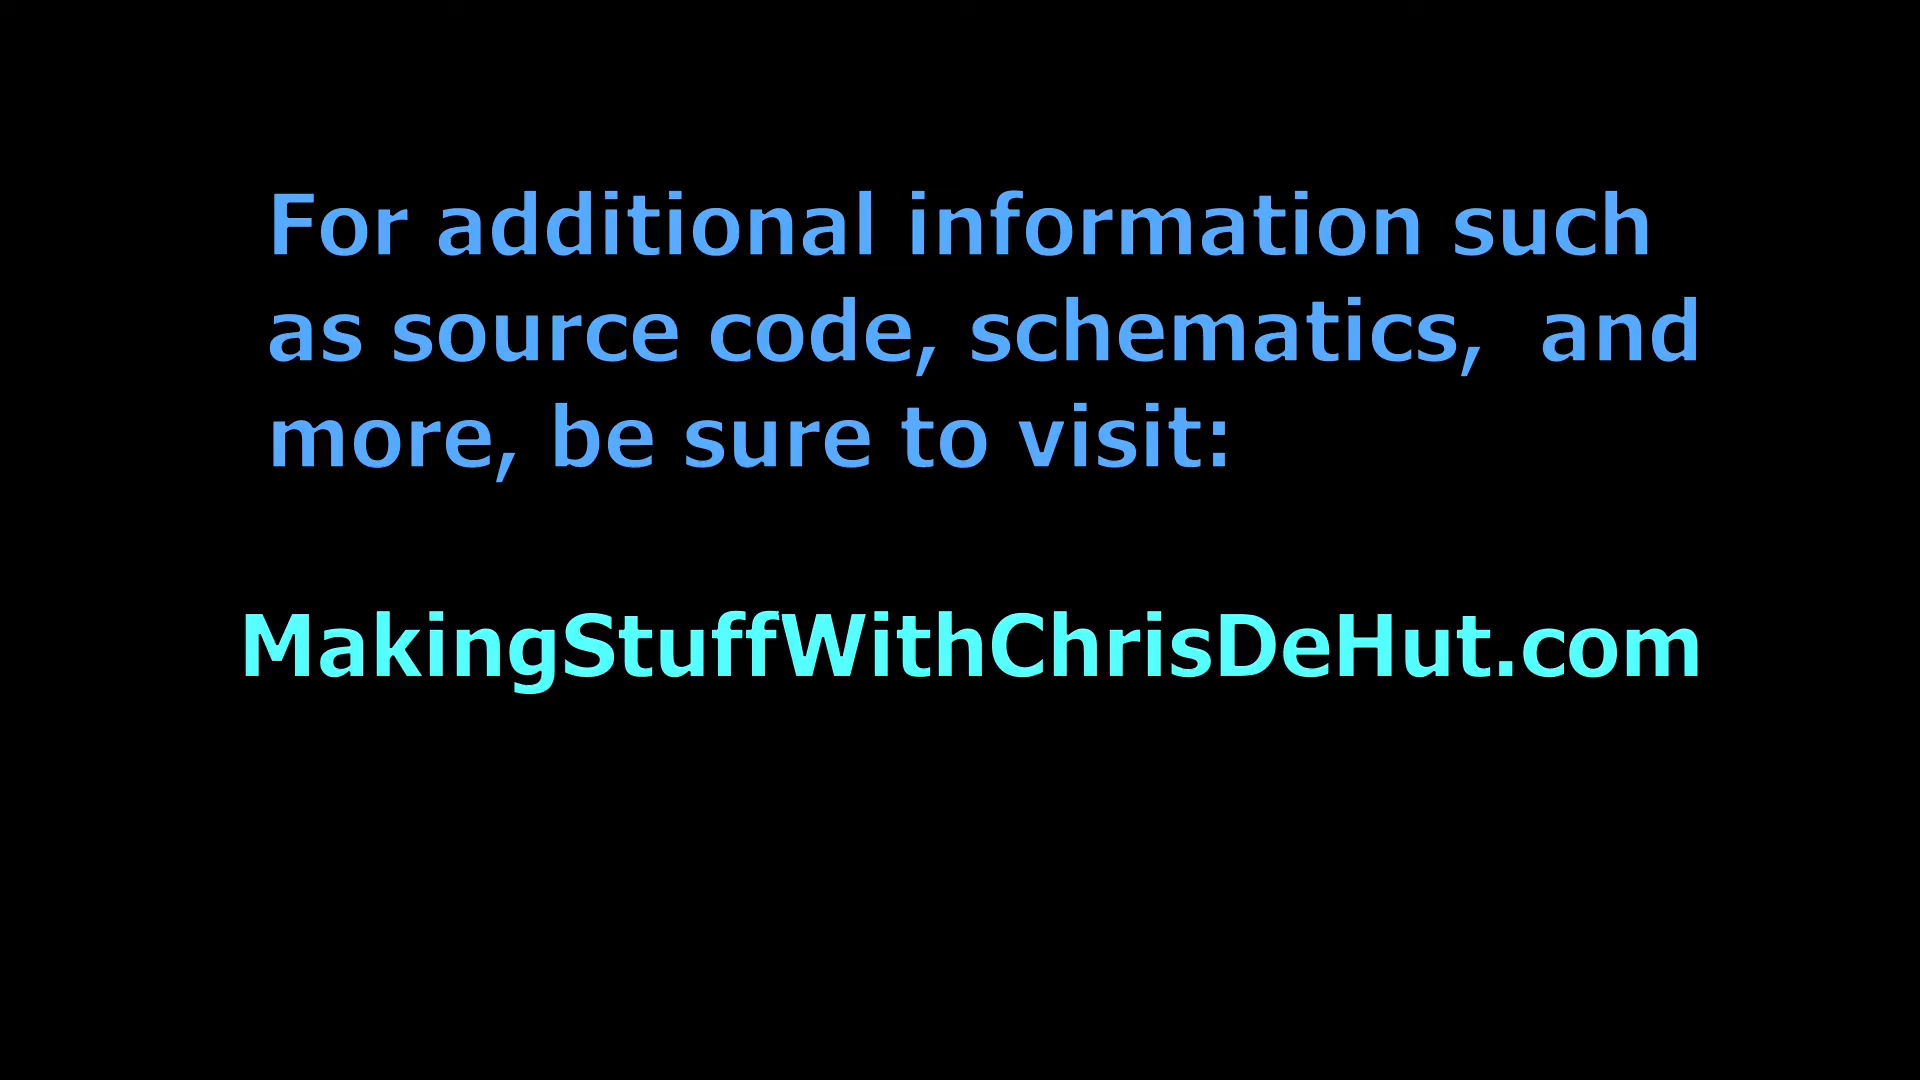 For additional information such
as source code, schematics,  and
more, be sure to visit:
MakingStuffWithChrisDeHut.com